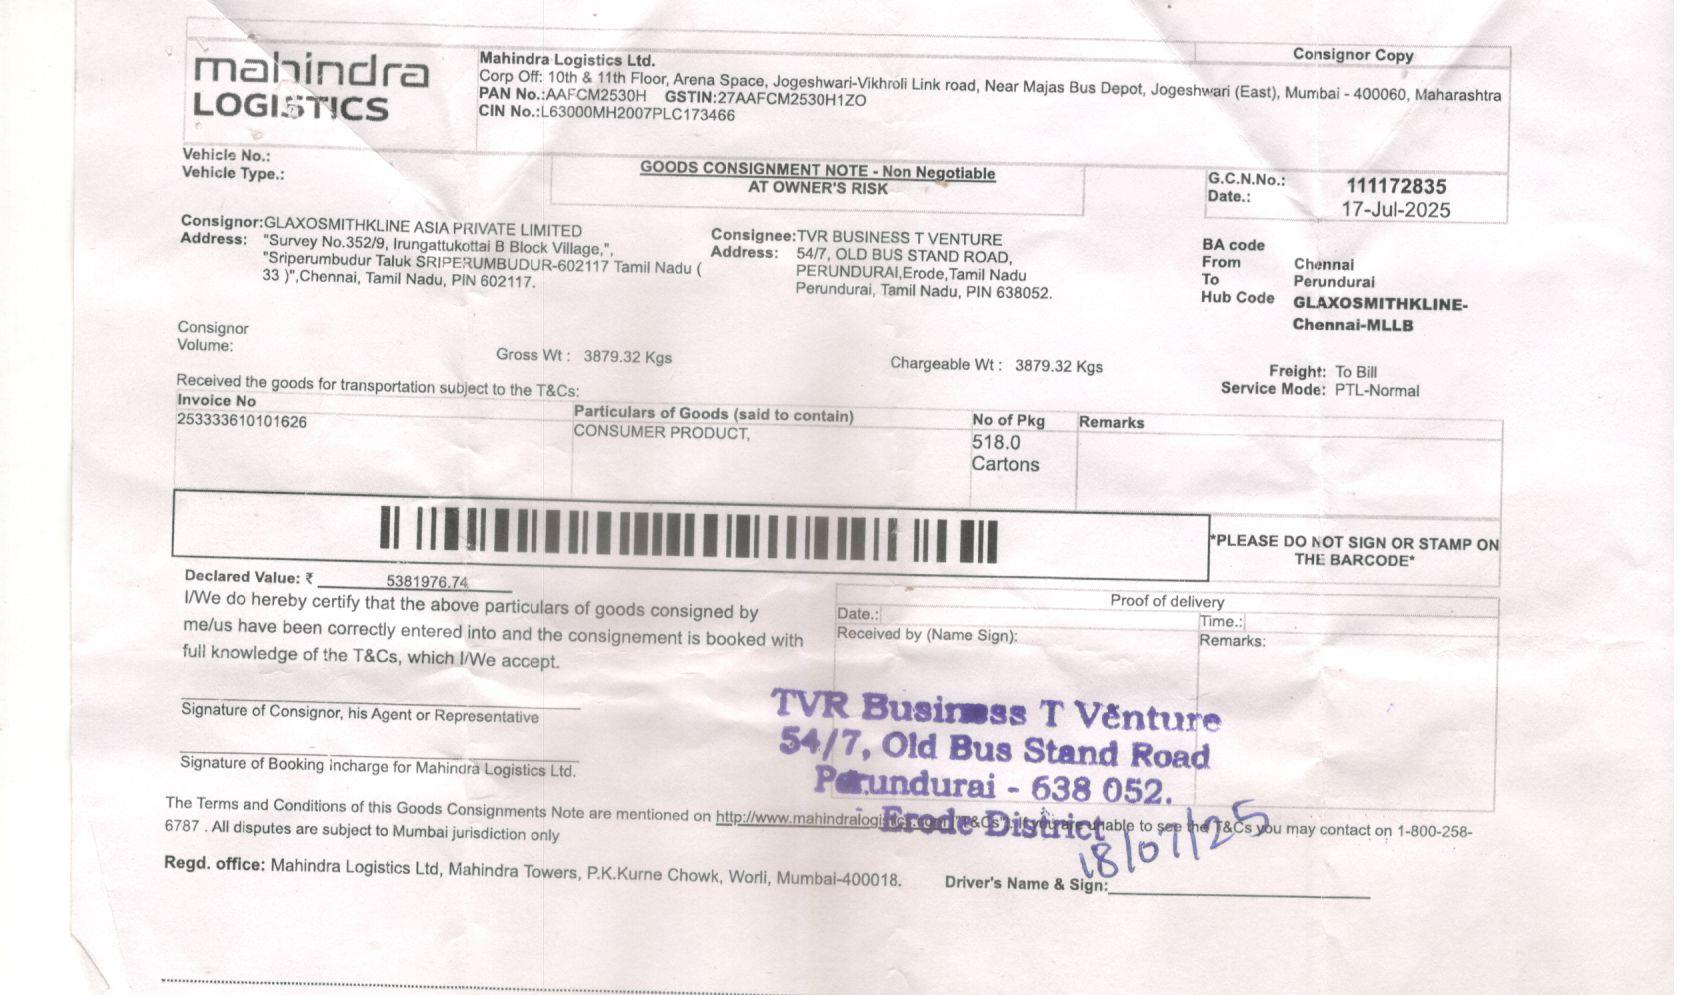 Consignor Copy
mahindra
LOGISTICS
Mahindra Logistics Ltd.
Corp Off: 10th & 11th Floor, Arena Space, Jogeshwari-Vikhroli Link road, Near Majas Bus Depot, Jogeshwari (East), Mumbai - 400060, Maharashtra
PAN No.:AAFCM2530H GSTIN:27AAFCM2530H1ZO
CIN No.:L63000MH2007PLC173466
Vehicle No.:
Vehicle Type.:
GOODS CONSIGNMENT NOTE - Non Negotiable
AT OWNER'S RISK
G.C.N.No.: 111172835
Date.: 17-Jul-2025
Consignor:GLAXOSMITHKLINE ASIA PRIVATE LIMITED
Address: "Survey No.352/9, Irungattukottai B Block Village,",
"Sriperumbudur Taluk SRIPERUMBUDUR-602117 Tamil Nadu (
33 )",Chennai, Tamil Nadu, PIN 602117.
Consignee:TVR BUSINESS T VENTURE
Address: 54/7, OLD BUS STAND ROAD,
PERUNDURAI,Erode,Tamil Nadu
Perundurai, Tamil Nadu, PIN 638052.
BA code
From Chennai
To Perundurai
Hub Code GLAXOSMITHKLINE-
Chennai-MLLB
Consignor
Volume:
Gross Wt : 3879.32 Kgs
Chargeable Wt : 3879.32 Kgs
Freight: To Bill
Service Mode: PTL-Normal
Received the goods for transportation subject to the T&Cs:
Invoice No Particulars of Goods (said to contain) No of Pkg Remarks
253333610101626 CONSUMER PRODUCT, 518.0
Cartons
*PLEASE DO NOT SIGN OR STAMP ON
THE BARCODE*
Declared Value: ₹ 5381976.74
I/We do hereby certify that the above particulars of goods consigned by
me/us have been correctly entered into and the consignement is booked with
full knowledge of the T&Cs, which I/We accept.
Proof of delivery
Date.: Time.:
Received by (Name Sign): Remarks:
Signature of Consignor, his Agent or Representative
TVR Business T Venture
54/7, Old Bus Stand Road
Perundurai - 638 052.
Erode District
Signature of Booking incharge for Mahindra Logistics Ltd.
The Terms and Conditions of this Goods Consignments Note are mentioned on http://www.mahindralogistics.com "T&Cs". If you are unable to see the T&Cs you may contact on 1-800-258-
6787 . All disputes are subject to Mumbai jurisdiction only
18/07/25
Regd. office: Mahindra Logistics Ltd, Mahindra Towers, P.K.Kurne Chowk, Worli, Mumbai-400018.
Driver's Name & Sign: